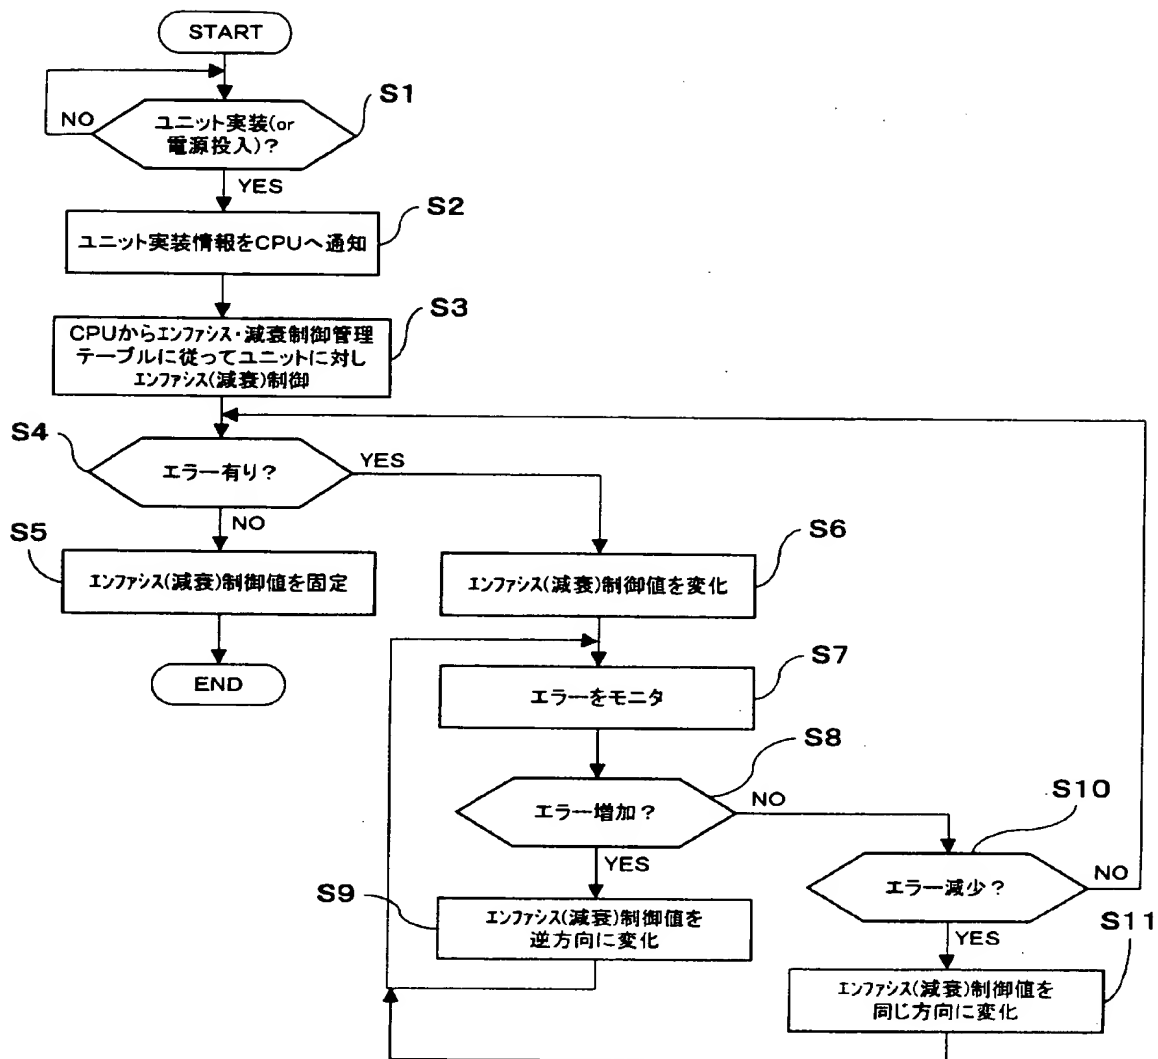 START
S1
NO
ユニット実装(or
電源投入)?
YES
S2
ユニット実装情報をCPUへ通知
S3
CPUからエンファシス・減衰制御管理
テーブルに従ってユニットに対し
エンファシス(減衰)制御
S4
エラー有り?
YES
NO
S5
エンファシス(減衰)制御値を固定
END
S6
エンファシス(減衰)制御値を変化
S7
エラーをモニタ
S8
エラー増加?
NO
YES
S9
エンファシス(減衰)制御値を
逆方向に変化
S10
エラー減少?
NO
YES
S11
エンファシス(減衰)制御値を
同じ方向に変化